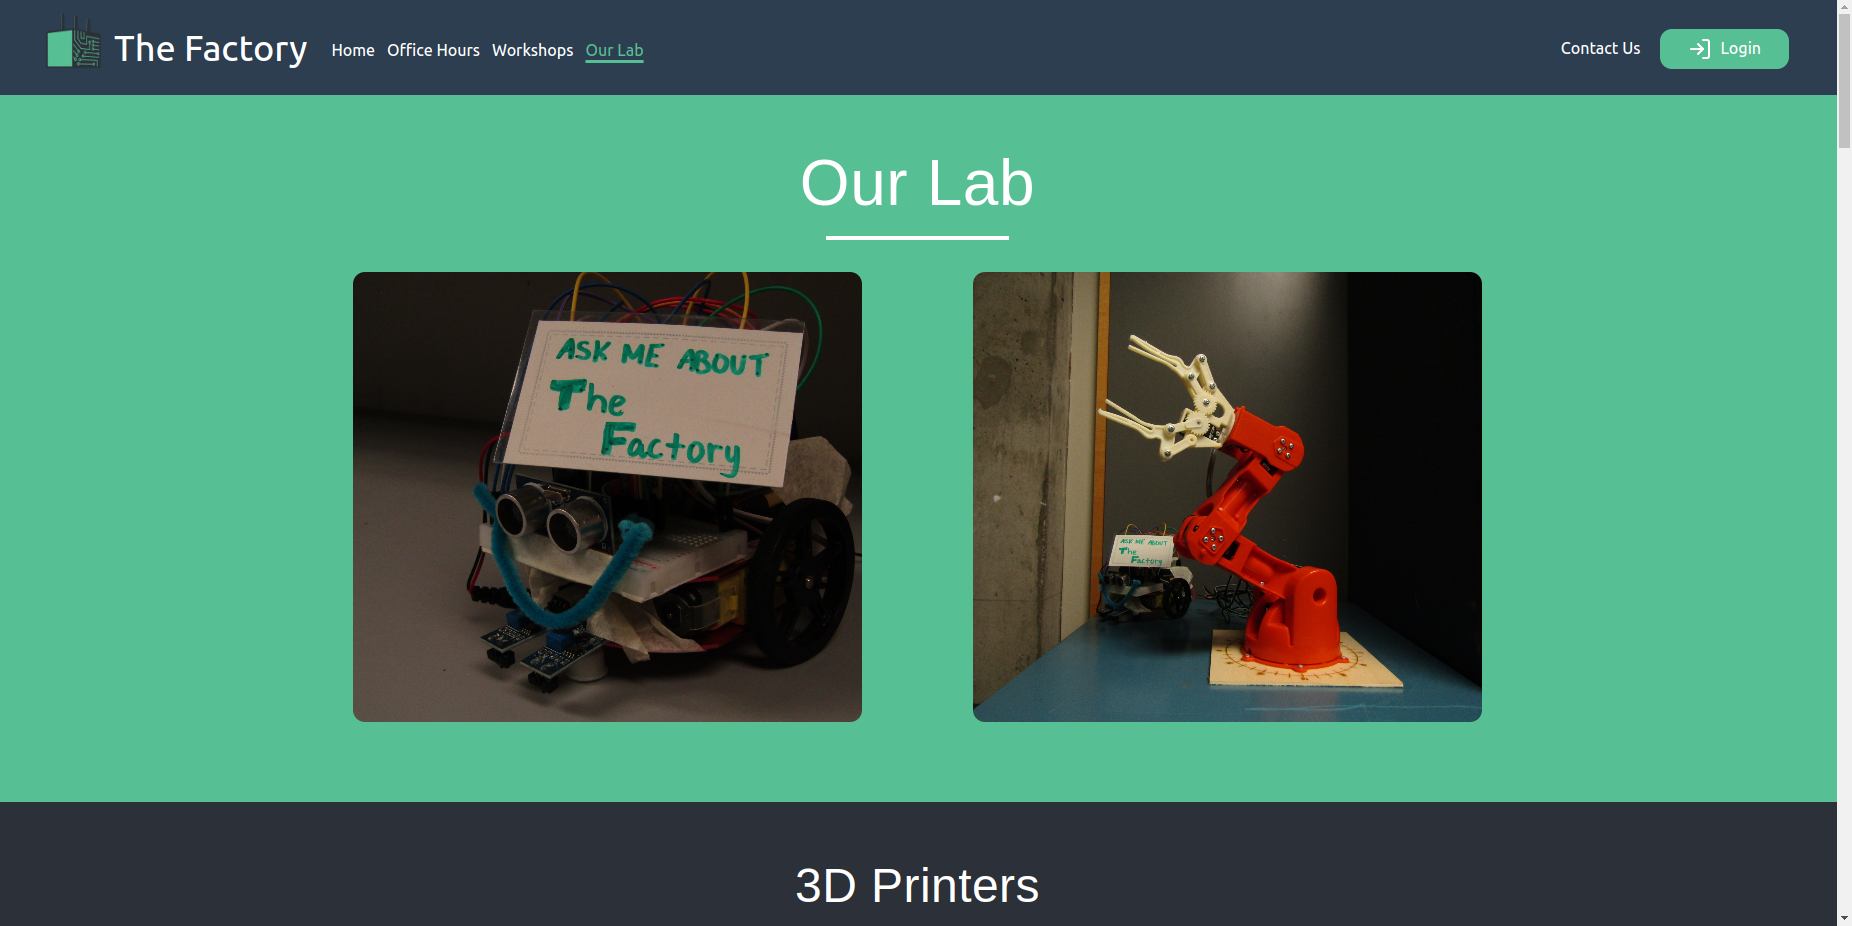 The Factory
Home
Office Hours
Workshops
Our Lab
Contact Us
Login
Our Lab
ASK ME ABOUT
The
Factory
ASK ME ABOUT
The
Factory
3D Printers